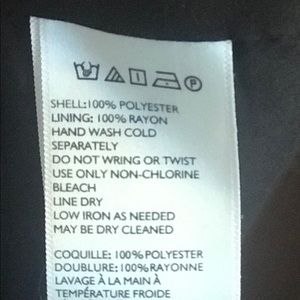 SHELL:100% POLYESTER
LINING: 100% RAYON
HAND WASH COLD
SEPARATELY
DO NOT WRING OR TWIST
USE ONLY NON-CHLORINE
BLEACH
LINE DRY
LOW IRON AS NEEDED
MAY BE DRY CLEANED
COQUILLE: 100% POLYESTER
DOUBLURE: 100%RAYONNE
LAVAGE À LA MAIN À
TEMPÉRATURE FROIDE